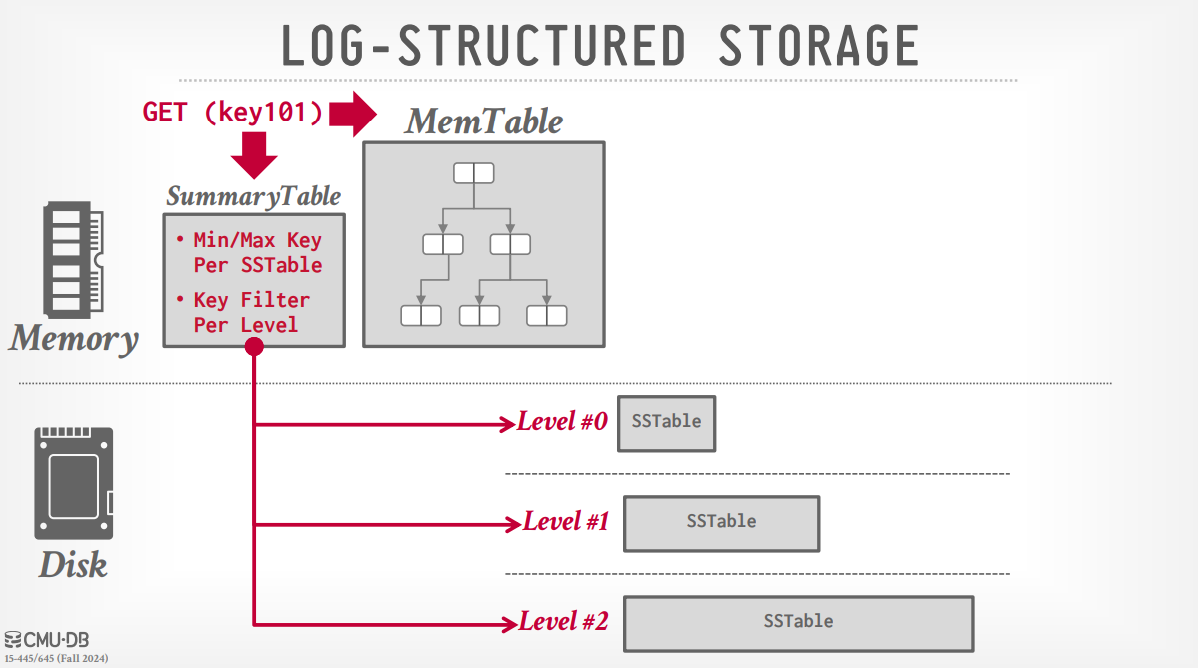 LOG-STRUCTURED STORAGE
GET (key101)
MemTable
SummaryTable
• Min/Max Key
Per SSTable
• Key Filter
Per Level
Memory
Level #0
SSTable
Level #1
SSTable
Disk
Level #2
SSTable
CMU·DB
15-445/645 (Fall 2024)